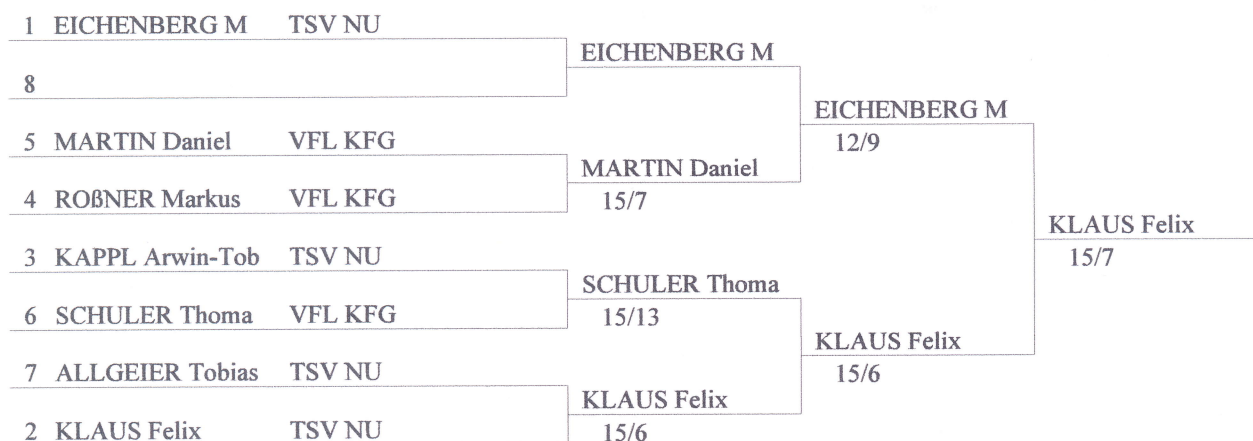 1 EICHENBERG M TSV NU
EICHENBERG M
8
EICHENBERG M
5 MARTIN Daniel VFL KFG
12/9
MARTIN Daniel
4 ROßNER Markus VFL KFG
15/7
KLAUS Felix
3 KAPPL Arwin-Tob TSV NU
15/7
SCHULER Thoma
6 SCHULER Thoma VFL KFG
15/13
KLAUS Felix
7 ALLGEIER Tobias TSV NU
15/6
KLAUS Felix
2 KLAUS Felix TSV NU
15/6